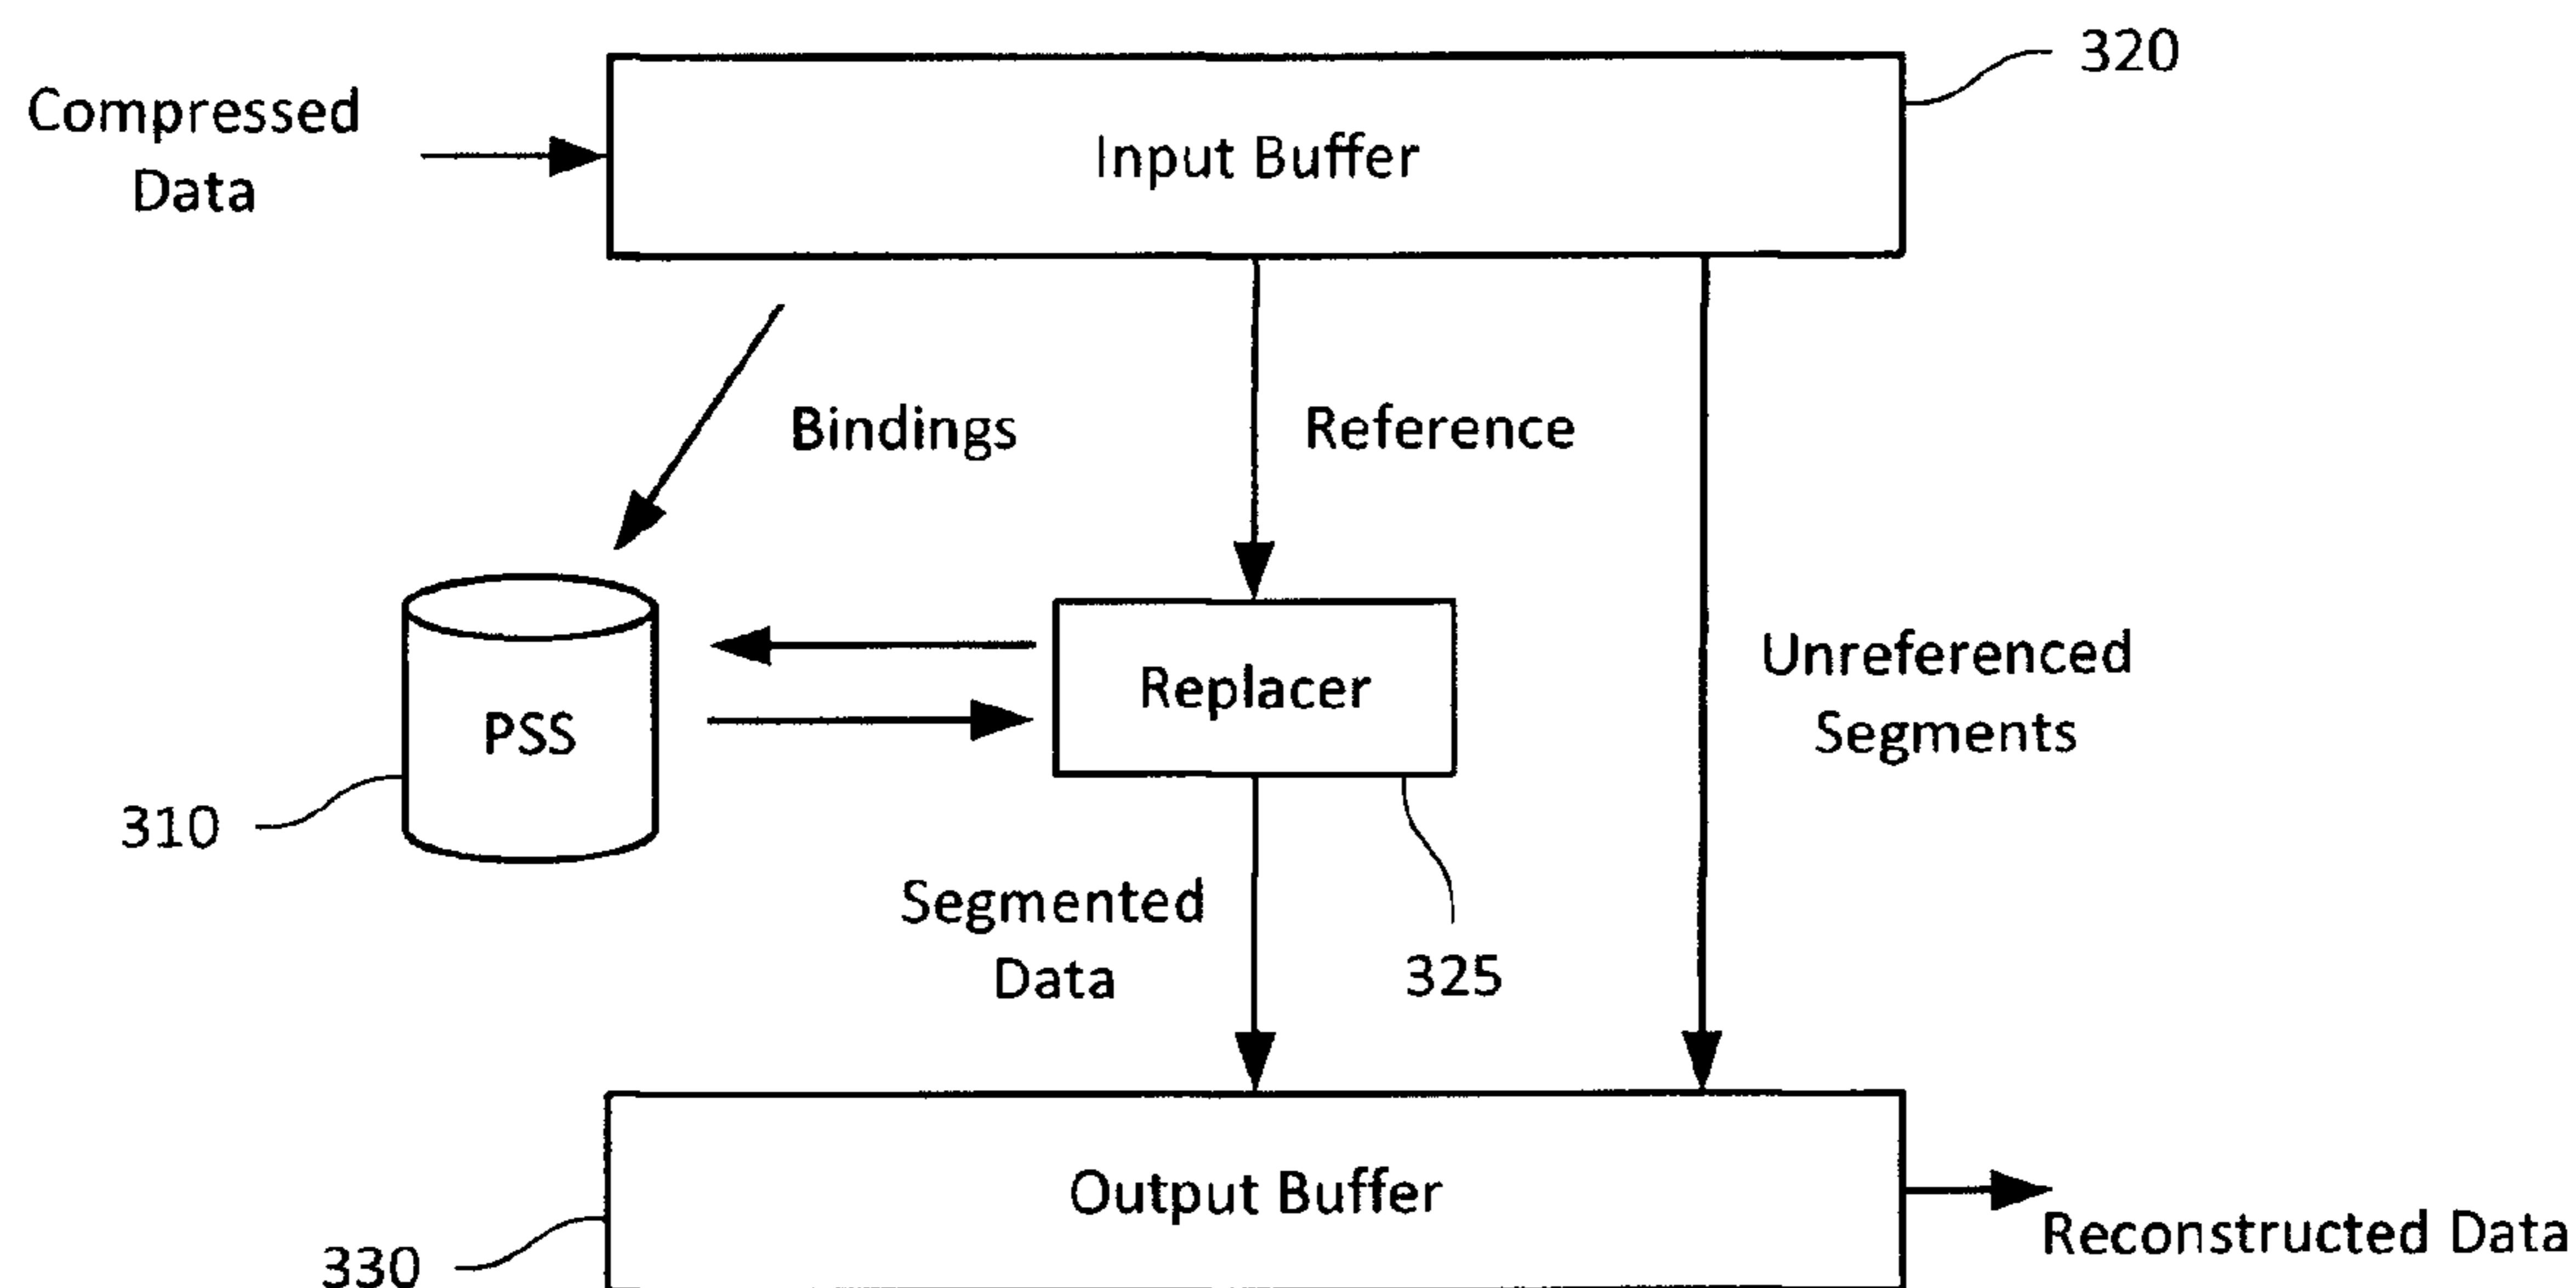 320
Compressed
Data
Input Buffer
Bindings
Reference
Unreferenced
Segments
Replacer
PSS
310
Segmented
Data
325
Output Buffer
Reconstructed Data
330